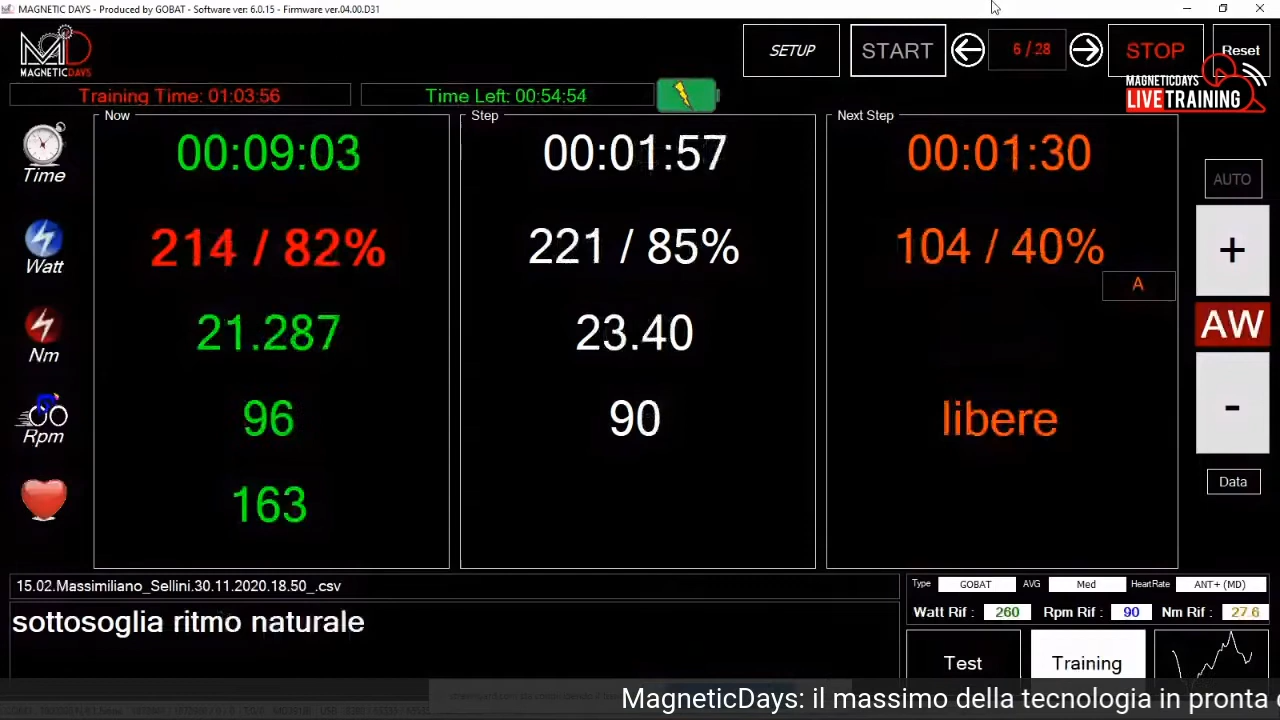 MAGNETIC DAYS - Produced by GOBAT - Software ver: 6.0.15 - Firmware ver.04.00.D31
MAGNETICDAYS
SETUP
START
6 / 28
STOP
Reset
MAGNETICDAYS
LIVETRAINING
Training Time: 01:03:56
Time Left: 00:54:54
Now
Step
Next Step
Time
00:09:03
00:01:57
00:01:30
AUTO
Watt
214 / 82%
221 / 85%
104 / 40%
+
A
Nm
21.287
23.40
AW
Rpm
96
90
libere
-
163
Data
15.02.Massimiliano_Sellini.30.11.2020.18.50_.csv
Type GOBAT AVG Med HeartRate ANT+ (MD)
sottosoglia ritmo naturale
Watt Rif : 260 Rpm Rif : 90 Nm Rif : 27.6
Test
Training
MagneticDays: il massimo della tecnologia in pronta